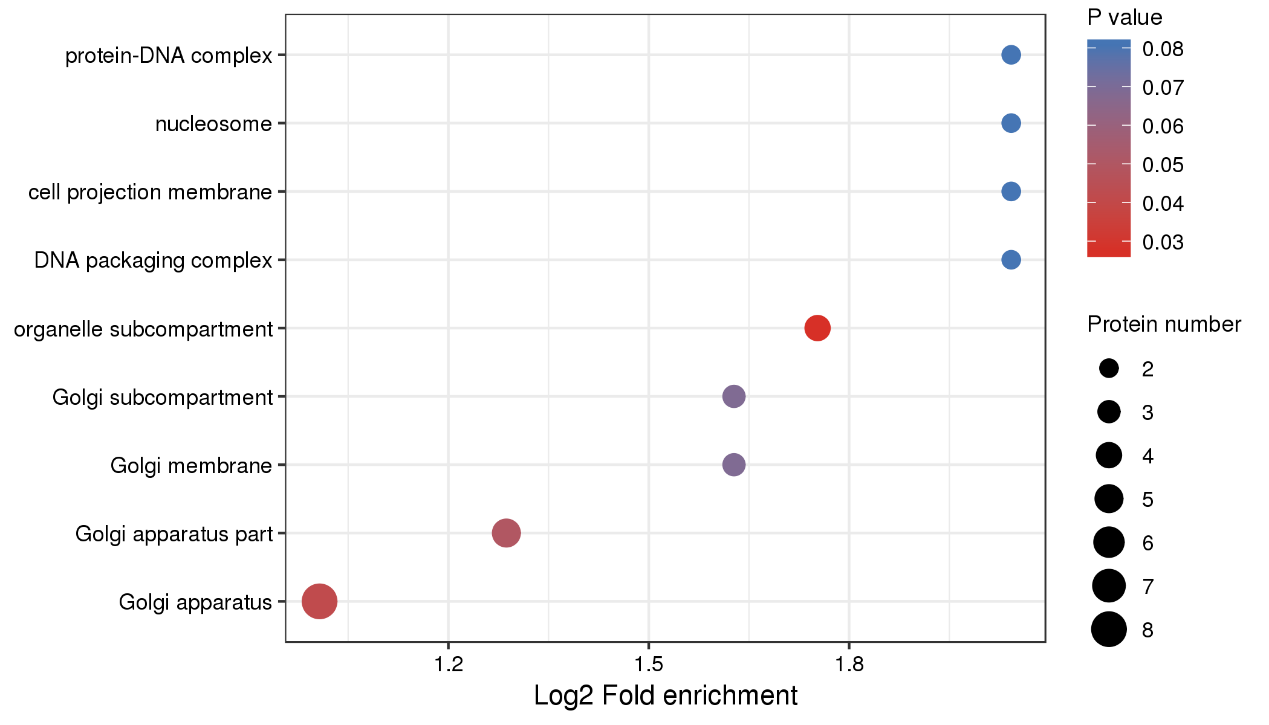 protein-DNA complex
nucleosome
cell projection membrane
DNA packaging complex
organelle subcompartment
Golgi subcompartment
Golgi membrane
Golgi apparatus part
Golgi apparatus
1.2 1.5 1.8
Log2 Fold enrichment
P value
0.08
0.07
0.06
0.05
0.04
0.03
Protein number
2
3
4
5
6
7
8